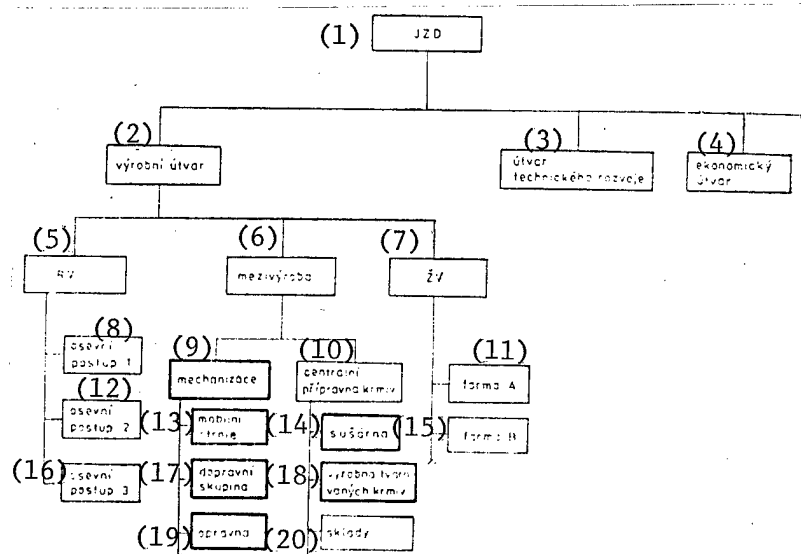 (1) JZD
(2) (3) (4)
výrobní útvar
útvar
technického rozvoje
ekonomický
útvar
(5) (6) (7)
RV mezivýroba ŽV
(8)
osevní
postup 1
(9)
mechanizace
(10)
centrální
přípravna krmiv
(11)
farma A
(12)
osevní
postup 2
(13) mobilní
stroje
(14) sušárna
(15) farma B
(16) osevní
postup 3
(17) dopravní
skupina
(18) výrobna tvaro
vaných krmiv
(19) opravna
(20) sklady